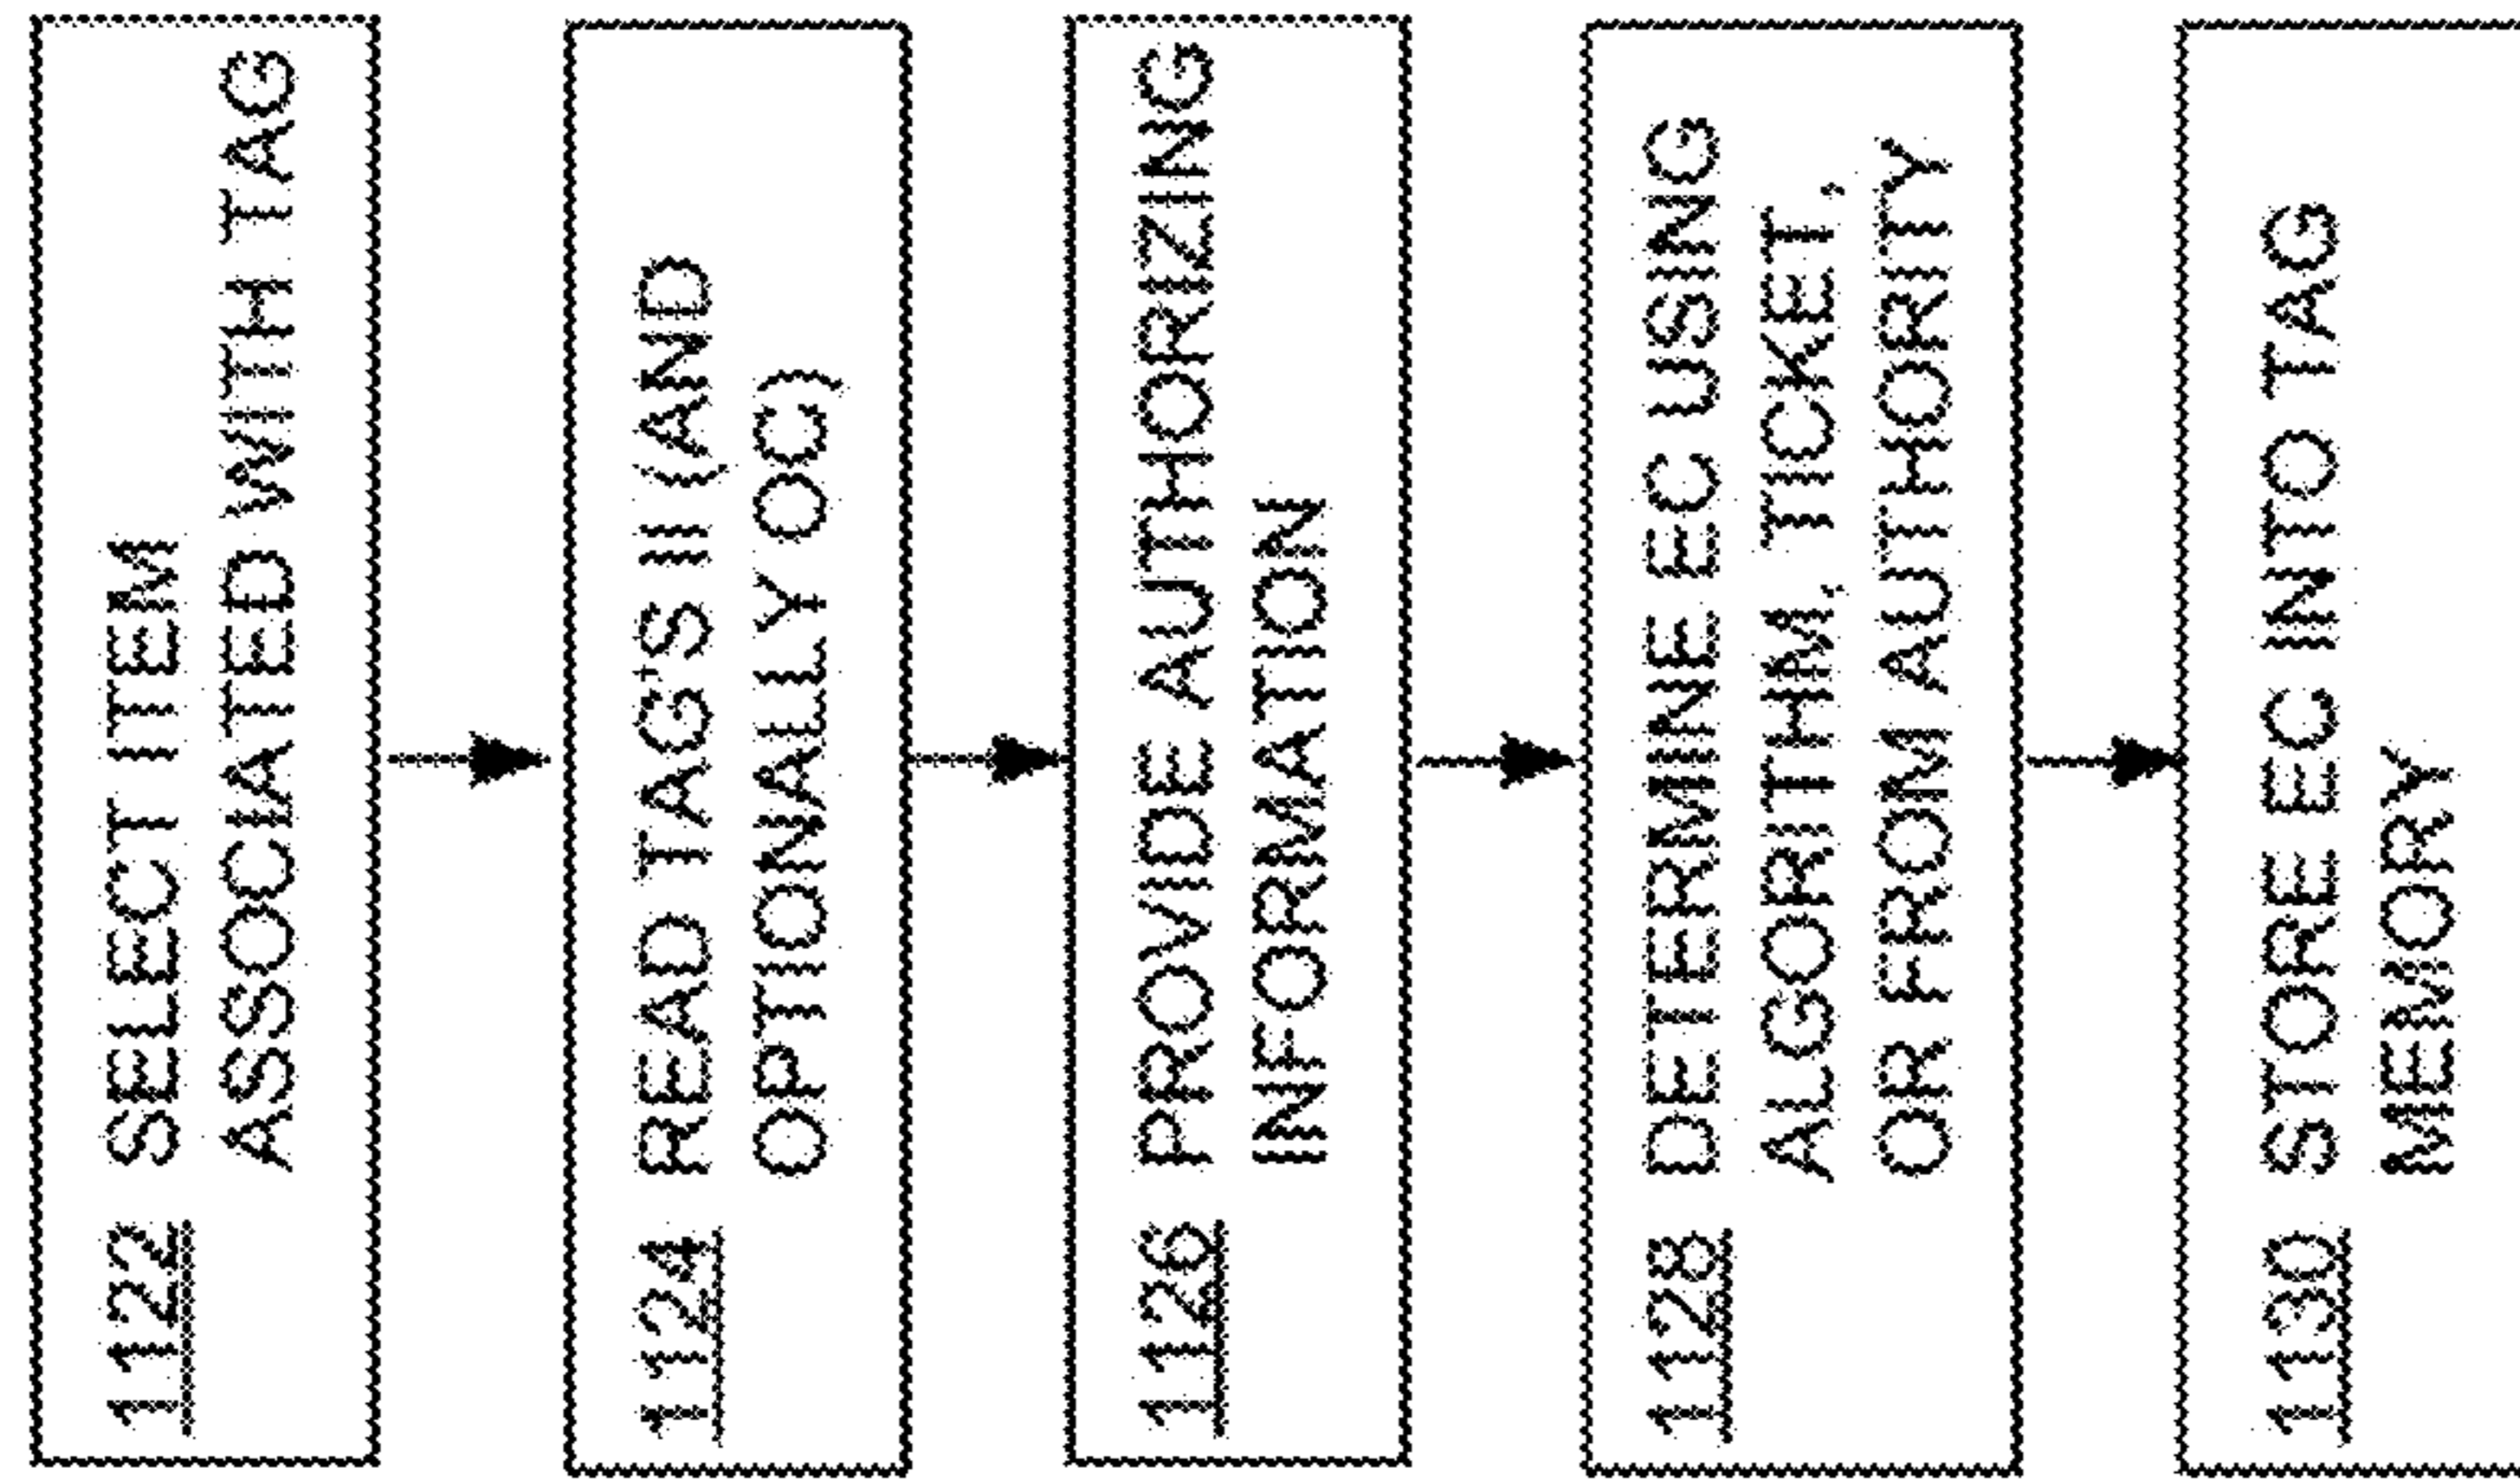 1122 SELECT ITEM
ASSOCIATED WITH TAG
1124 READ TAG'S II (AND
OPTIONALLY OC)
1126 PROVIDE AUTHORIZING
INFORMATION
1128 DETERMINE EC USING
ALGORITHM, TICKET,
OR FROM AUTHORITY
1130 STORE EC INTO TAG
MEMORY